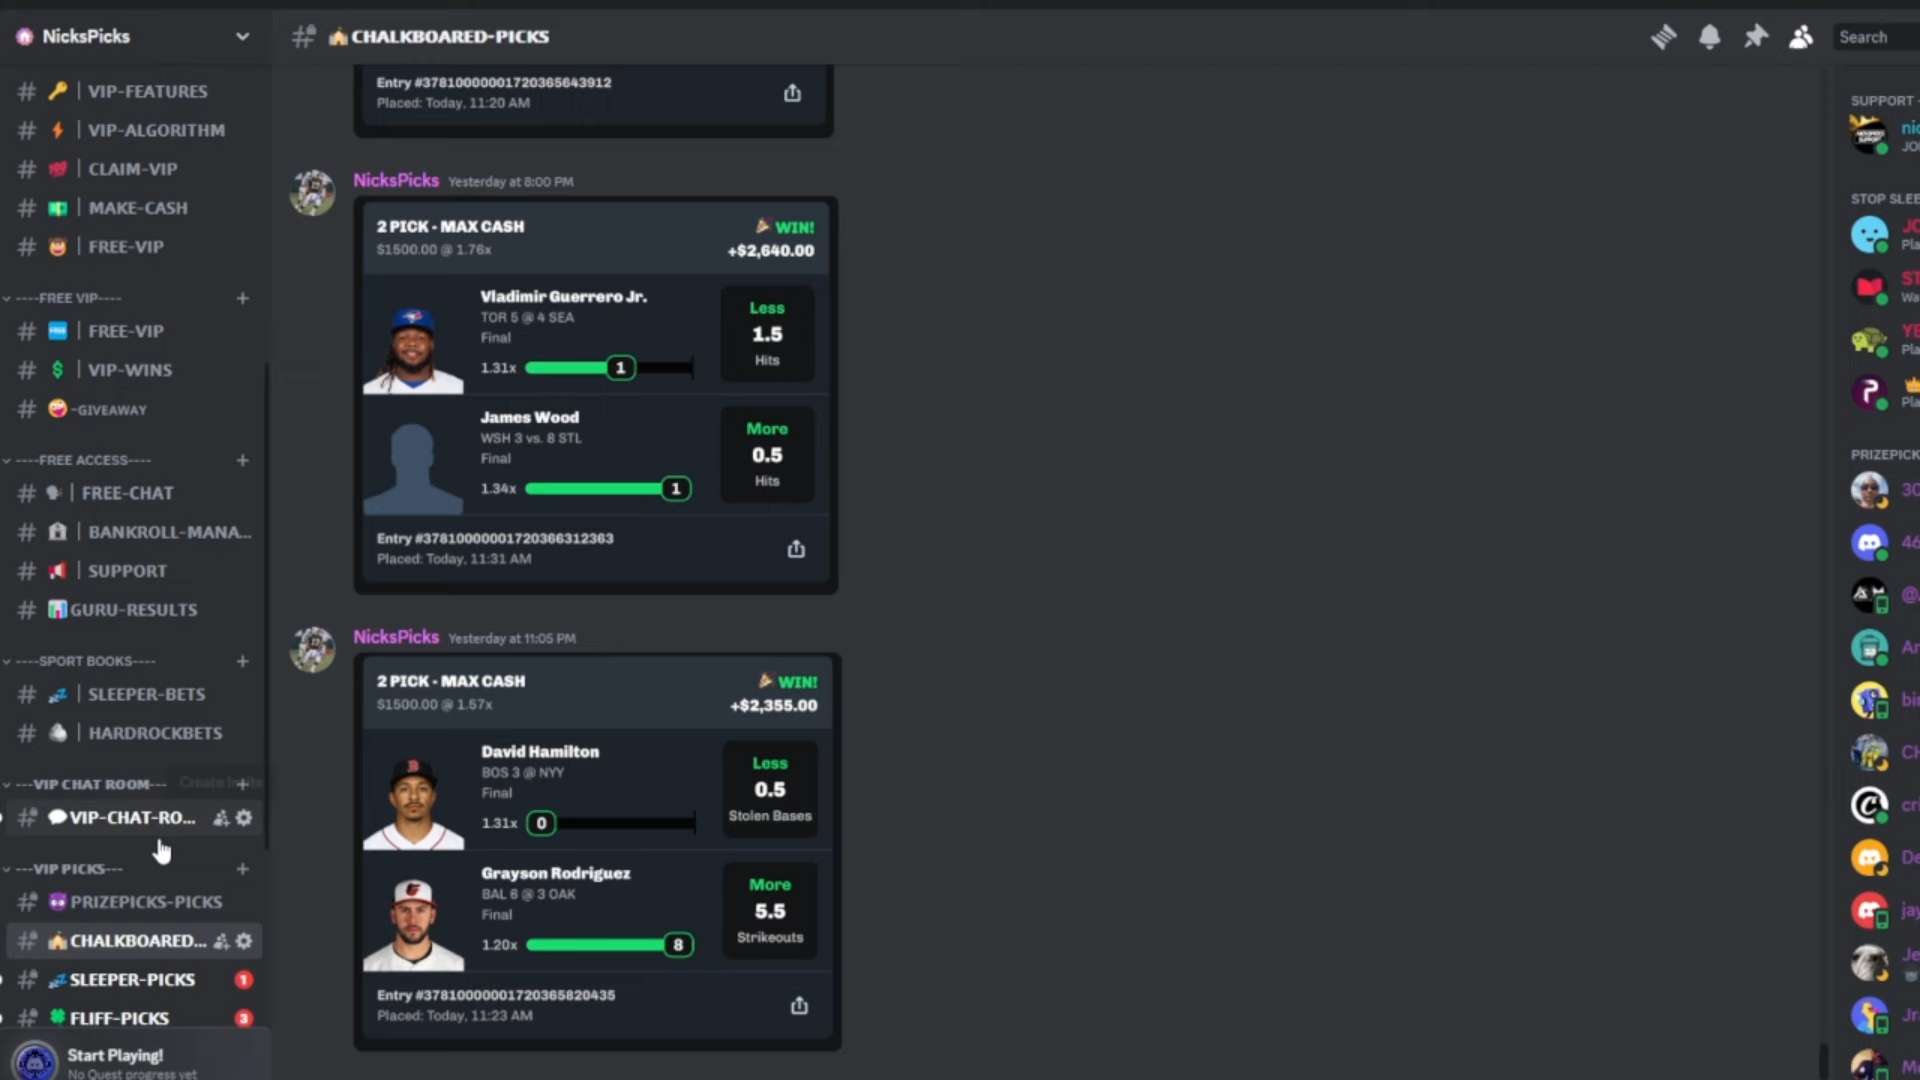 NicksPicks
VIP-FEATURES
VIP-ALGORITHM
CLAIM-VIP
MAKE-CASH
FREE-VIP
----FREE VIP----
FREE-VIP
VIP-WINS
-GIVEAWAY
----FREE ACCESS----
FREE-CHAT
BANKROLL-MANA...
SUPPORT
GURU-RESULTS
----SPORT BOOKS----
SLEEPER-BETS
HARDROCKBETS
---VIP CHAT ROOM---
VIP-CHAT-RO...
---VIP PICKS---
PRIZEPICKS-PICKS
CHALKBOARED...
SLEEPER-PICKS 1
FLIFF-PICKS 3
Start Playing!
No Quest progress yet
CHALKBOARED-PICKS
Search
Entry #37810000001720365643912
Placed: Today, 11:20 AM
NicksPicks Yesterday at 8:00 PM
2 PICK - MAX CASH WIN!
$1500.00 @ 1.76x +$2,640.00
Vladimir Guerrero Jr.
TOR 5 @ 4 SEA
Final
1.31x 1
Less
1.5
Hits
James Wood
WSH 3 vs. 8 STL
Final
1.34x 1
More
0.5
Hits
Entry #37810000001720366312363
Placed: Today, 11:31 AM
NicksPicks Yesterday at 11:05 PM
2 PICK - MAX CASH WIN!
$1500.00 @ 1.57x +$2,355.00
David Hamilton
BOS 3 @ NYY
Final
1.31x 0
Less
0.5
Stolen Bases
Grayson Rodriguez
BAL 6 @ 3 OAK
Final
1.20x 8
More
5.5
Strikeouts
Entry #37810000001720365820435
Placed: Today, 11:23 AM
SUPPORT -
STOP SLEE
PRIZEPICK